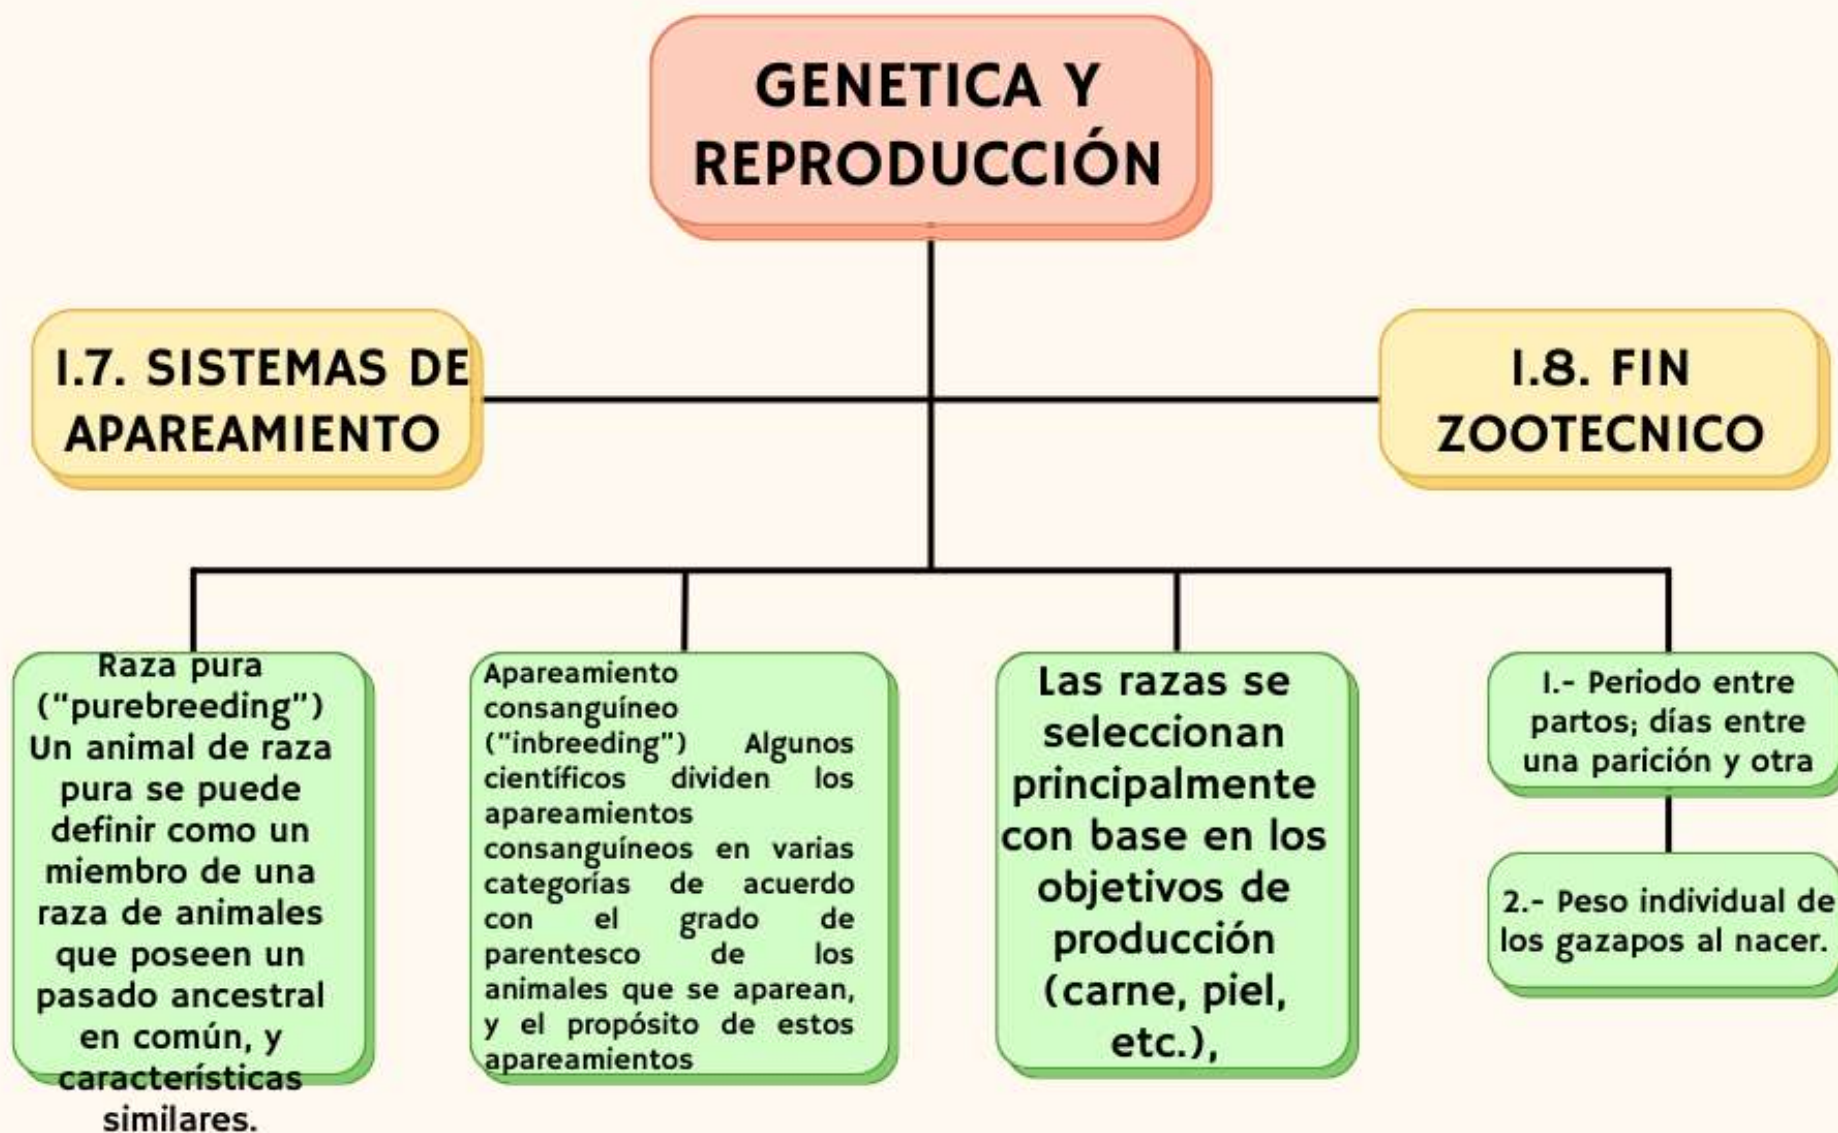 GENETICA Y
REPRODUCCIÓN
1.7. SISTEMAS DE
APAREAMIENTO
1.8. FIN
ZOOTECNICO
Raza pura
("purebreeding")
Un animal de raza
pura se puede
definir como un
miembro de una
raza de animales
que poseen un
pasado ancestral
en común, y
características
similares.
Apareamiento
consanguíneo
("inbreeding") Algunos
científicos dividen los
apareamientos
consanguíneos en varias
categorías de acuerdo
con el grado de
parentesco de los
animales que se aparean,
y el propósito de estos
apareamientos
Las razas se
seleccionan
principalmente
con base en los
objetivos de
producción
(carne, piel,
etc.),
1.- Periodo entre
partos; días entre
una parición y otra
2.- Peso individual de
los gazapos al nacer.